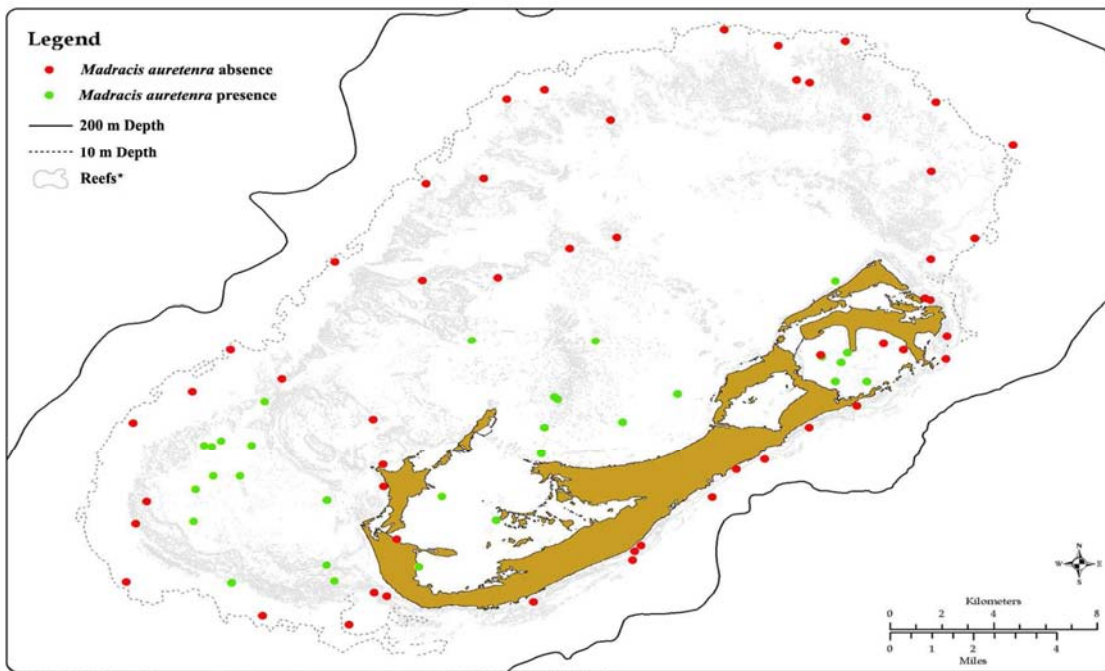 Legend
Madracis auretenra absence
Madracis auretenra presence
200 m Depth
10 m Depth
Reefs*
N
W E
S
Kilometers
0 2 4 8
0 1 2 4
Miles